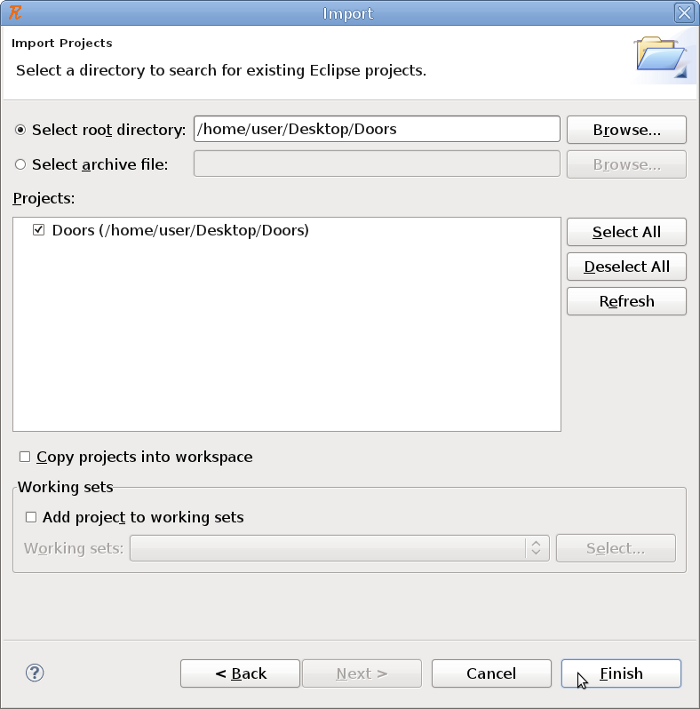 Import
Import Projects
Select a directory to search for existing Eclipse projects.
Select root directory: /home/user/Desktop/Doors Browse...
Select archive file: Browse...
Projects:
Doors (/home/user/Desktop/Doors)
Select All
Deselect All
Refresh
Copy projects into workspace
Working sets
Add project to working sets
Working sets: Select...
? < Back Next > Cancel Finish